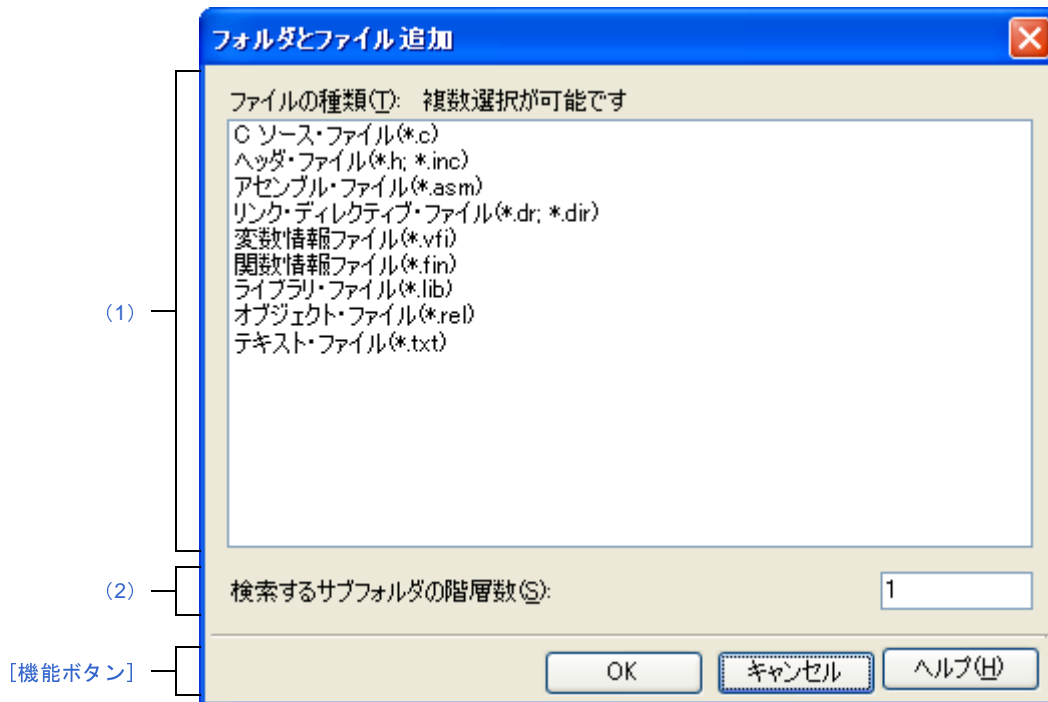 フォルダとファイル追加
ファイルの種類(T): 複数選択が可能です
C ソース・ファイル(*.c)
ヘッダ・ファイル(*.h; *.inc)
アセンブル・ファイル(*.asm)
リンク・ディレクティブ・ファイル(*.dr; *.dir)
変数情報ファイル(*.vfi)
関数情報ファイル(*.fin)
ライブラリ・ファイル(*.lib)
オブジェクト・ファイル(*.rel)
テキスト・ファイル(*.txt)
(1)
(2)
検索するサブフォルダの階層数(S): 1
[機能ボタン]
OK キャンセル ヘルプ(H)